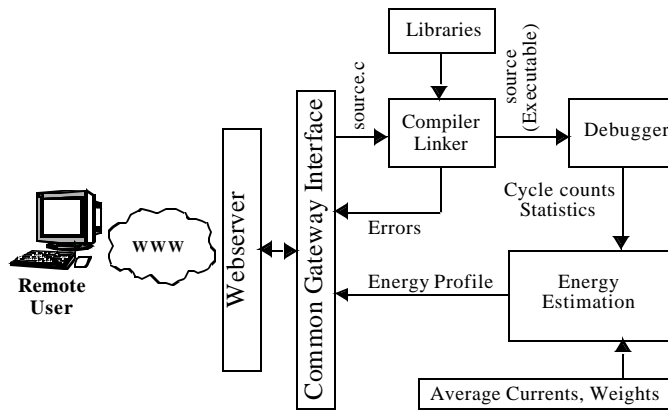 Libraries
source.c
source
(Executable)
Compiler
Linker
Debugger
Common Gateway Interface
Webserver
WWW
Remote
User
Errors
Cycle counts
Statistics
Energy Profile
Energy
Estimation
Average Currents, Weights